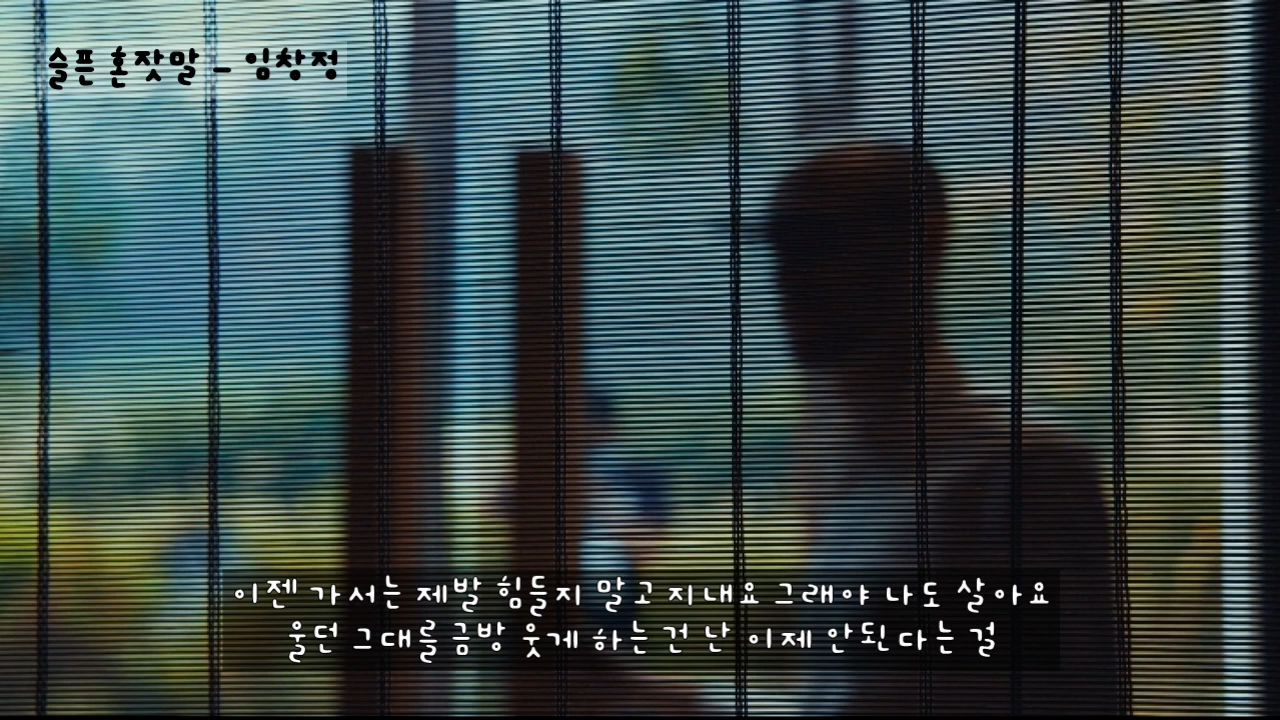 슬픈 혼잣말 - 임창정
이젠 가서는 제발 힘들지 말고 지내요 그래야 나도 살아요
울던 그대를 금방 웃게 하는 건 난 이제 안된다는 걸